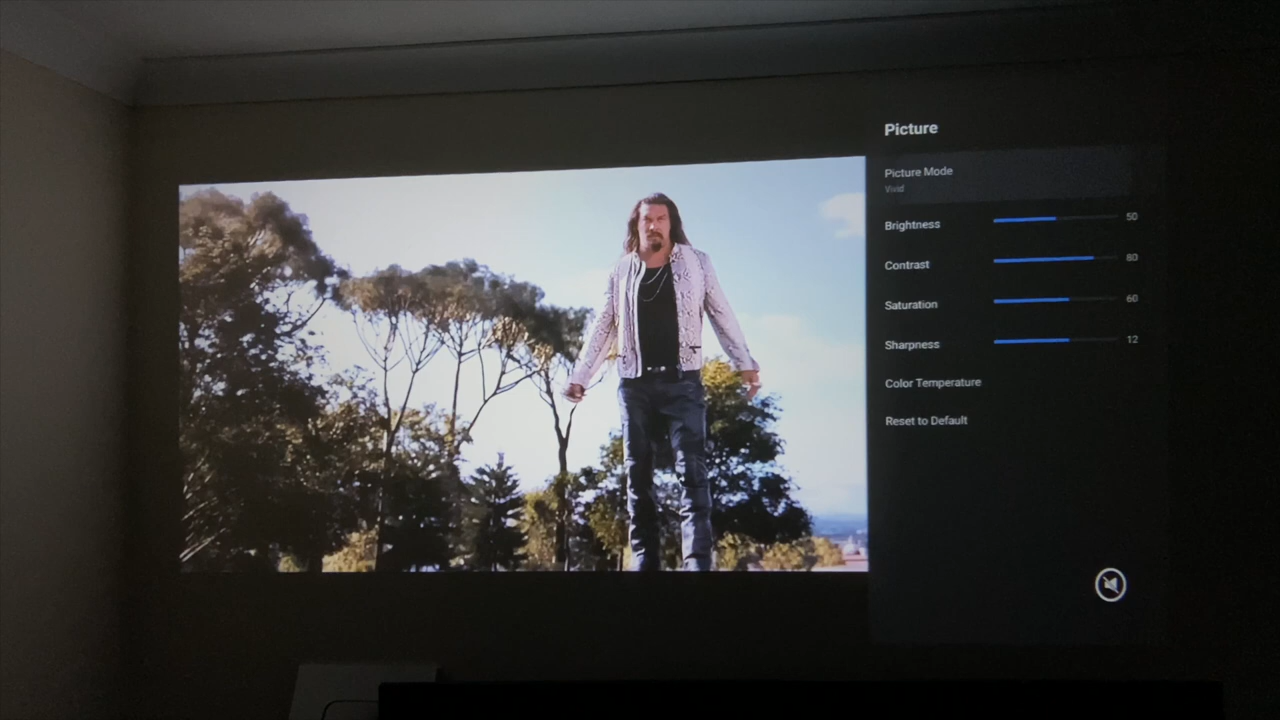 Picture
Picture Mode
Vivid
Brightness 50
Contrast 80
Saturation 60
Sharpness 12
Color Temperature
Reset to Default